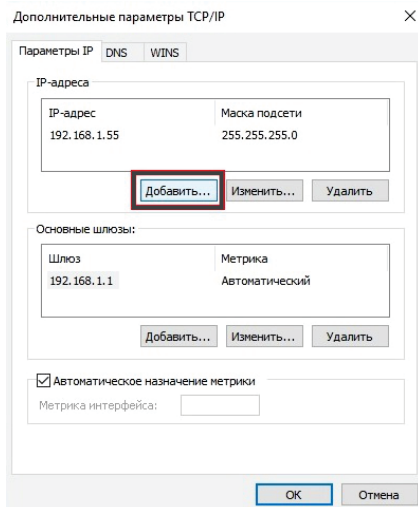 Дополнительные параметры TCP/IP
Параметры IP DNS WINS
IP-адреса
IP-адрес Маска подсети
192.168.1.55 255.255.255.0
Добавить... Изменить... Удалить
Основные шлюзы:
Шлюз Метрика
192.168.1.1 Автоматический
Добавить... Изменить... Удалить
Автоматическое назначение метрики
Метрика интерфейса:
ОК Отмена